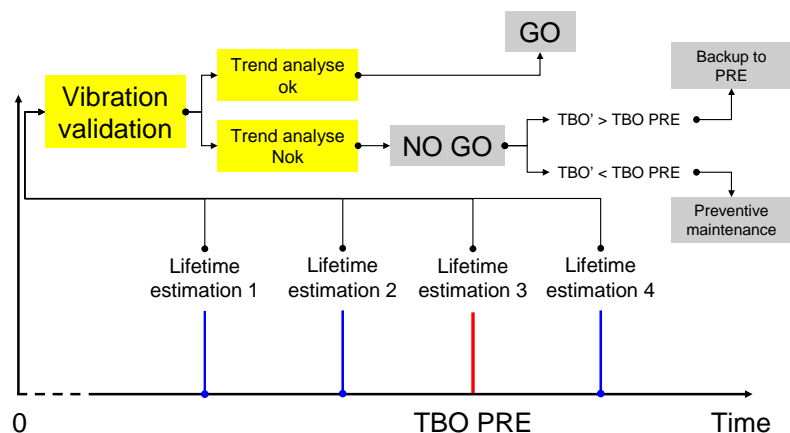 GO
Backup to
PRE
Vibration
validation
Trend analyse
ok
Trend analyse
Nok
NO GO
TBO' > TBO PRE
TBO' < TBO PRE
Preventive
maintenance
Lifetime
estimation 1
Lifetime
estimation 2
Lifetime
estimation 3
Lifetime
estimation 4
0
TBO PRE
Time